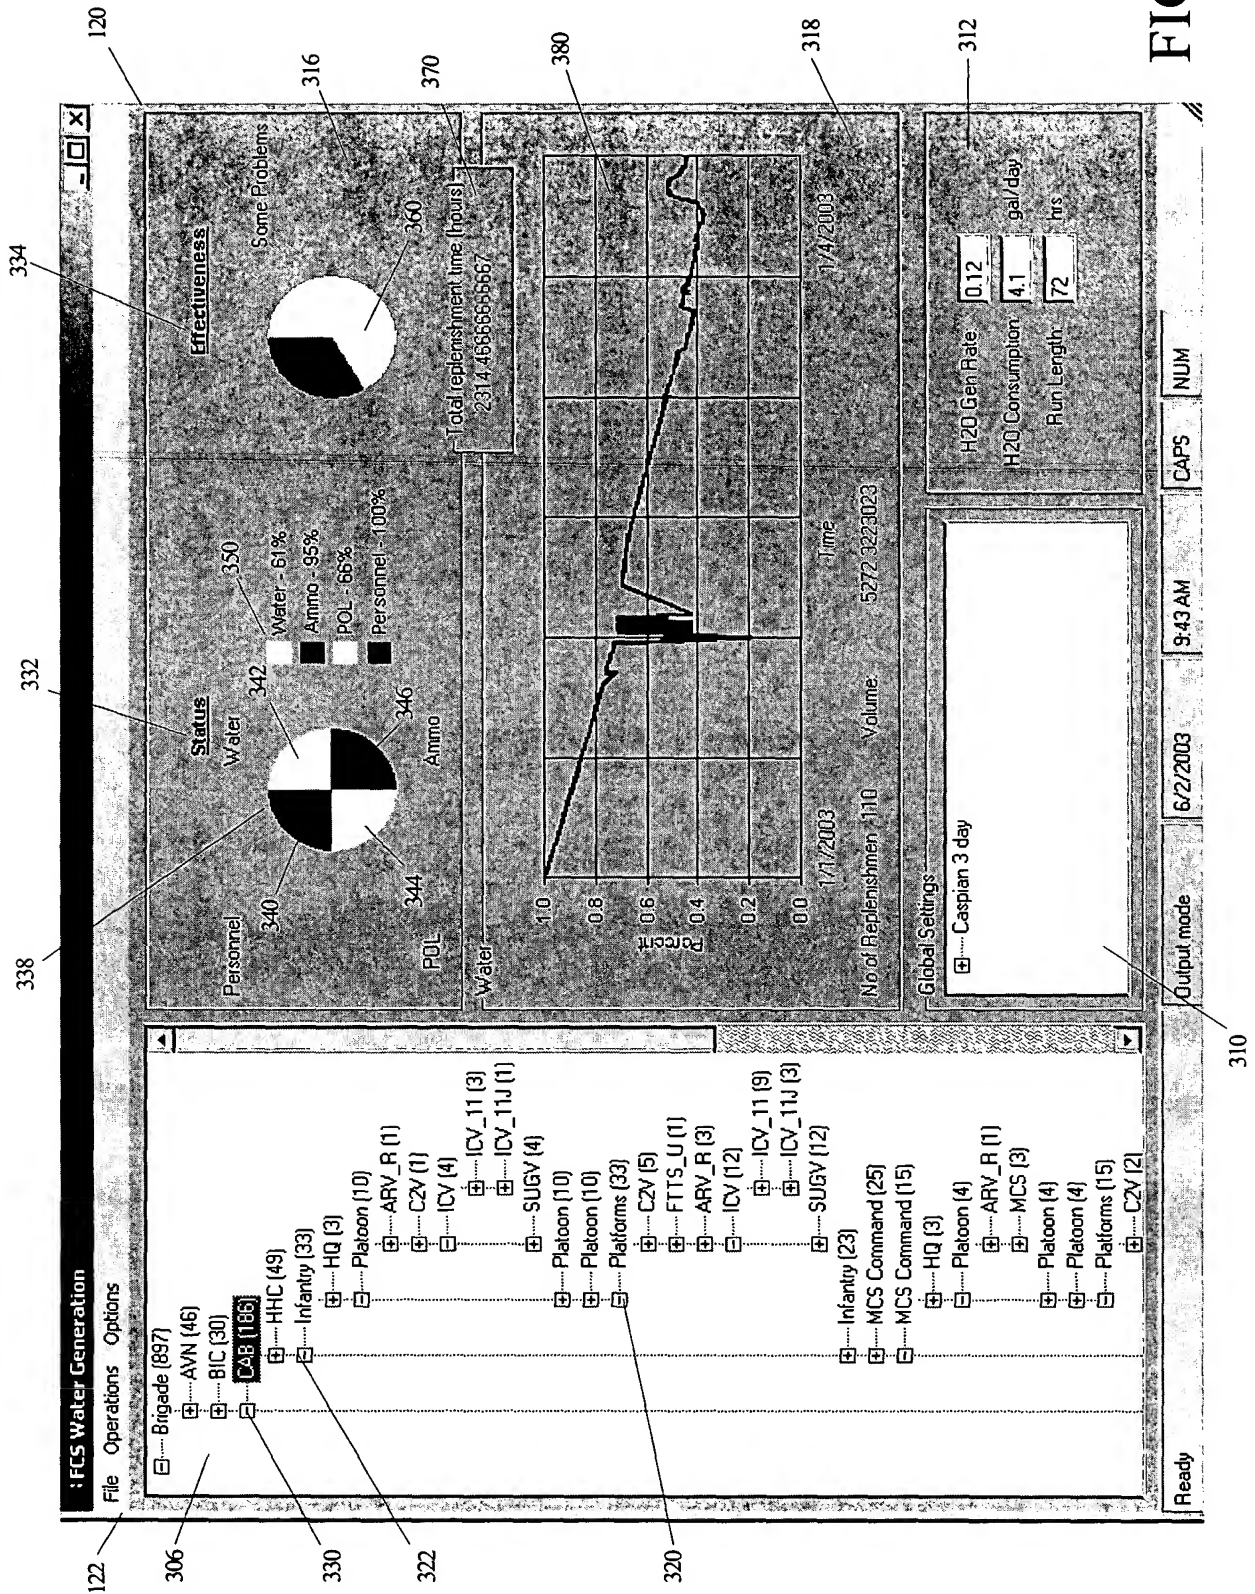 120
: FCS Water Generation
File Operations Options
122
306
330
322
320
Brigade (897)
AVN (46)
BIC (30)
CAB (186)
HHC (49)
Infantry (33)
HQ (3)
Platoon (10)
ARV_R (1)
C2V (1)
ICV (4)
ICV_11 (3)
ICV_11J (1)
SUGV (4)
Platoon (10)
Platoon (10)
Platforms (33)
C2V (5)
FTTS_U (1)
ARV_R (3)
ICV (12)
ICV_11 (9)
ICV_11J (3)
SUGV (12)
Infantry (23)
MCS Command (25)
MCS Command (15)
HQ (3)
Platoon (4)
ARV_R (1)
MCS (3)
Platoon (4)
Platoon (4)
Platforms (15)
C2V (2)
338
332
334
Status
Personnel
Water
POL
Ammo
340
342
344
346
350
Water - 61%
Ammo - 95%
POL - 66%
Personnel - 100%
Effectiveness
Some Problems
316
360
370
Total replenishment time (hours)
2314.46666666667
380
Water
Percent
1.0
0.8
0.6
0.4
0.2
0.0
1/1/2003
Time
1/4/2003
318
No of Replenishmen 110
Volume
5272.3223023
Global Settings
Caspian 3 day
310
312
H2O Gen Rate 0.12
H2O Consumption 4.1 gal/day
Run Length 72 hrs
Ready
Output mode
6/2/2003
9:43 AM
CAPS
NUM